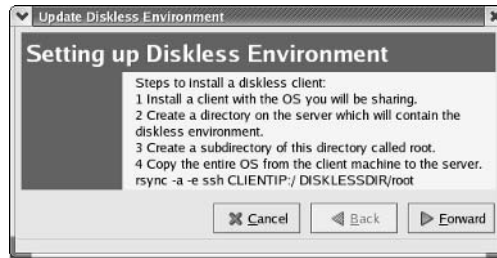 Update Diskless Environment
Setting up Diskless Environment
Steps to install a diskless client:
1 Install a client with the OS you will be sharing.
2 Create a directory on the server which will contain the
diskless environment.
3 Create a subdirectory of this directory called root.
4 Copy the entire OS from the client machine to the server.
rsync -a -e ssh CLIENTIP:/ DISKLESSDIR/root
Cancel
Back
Forward